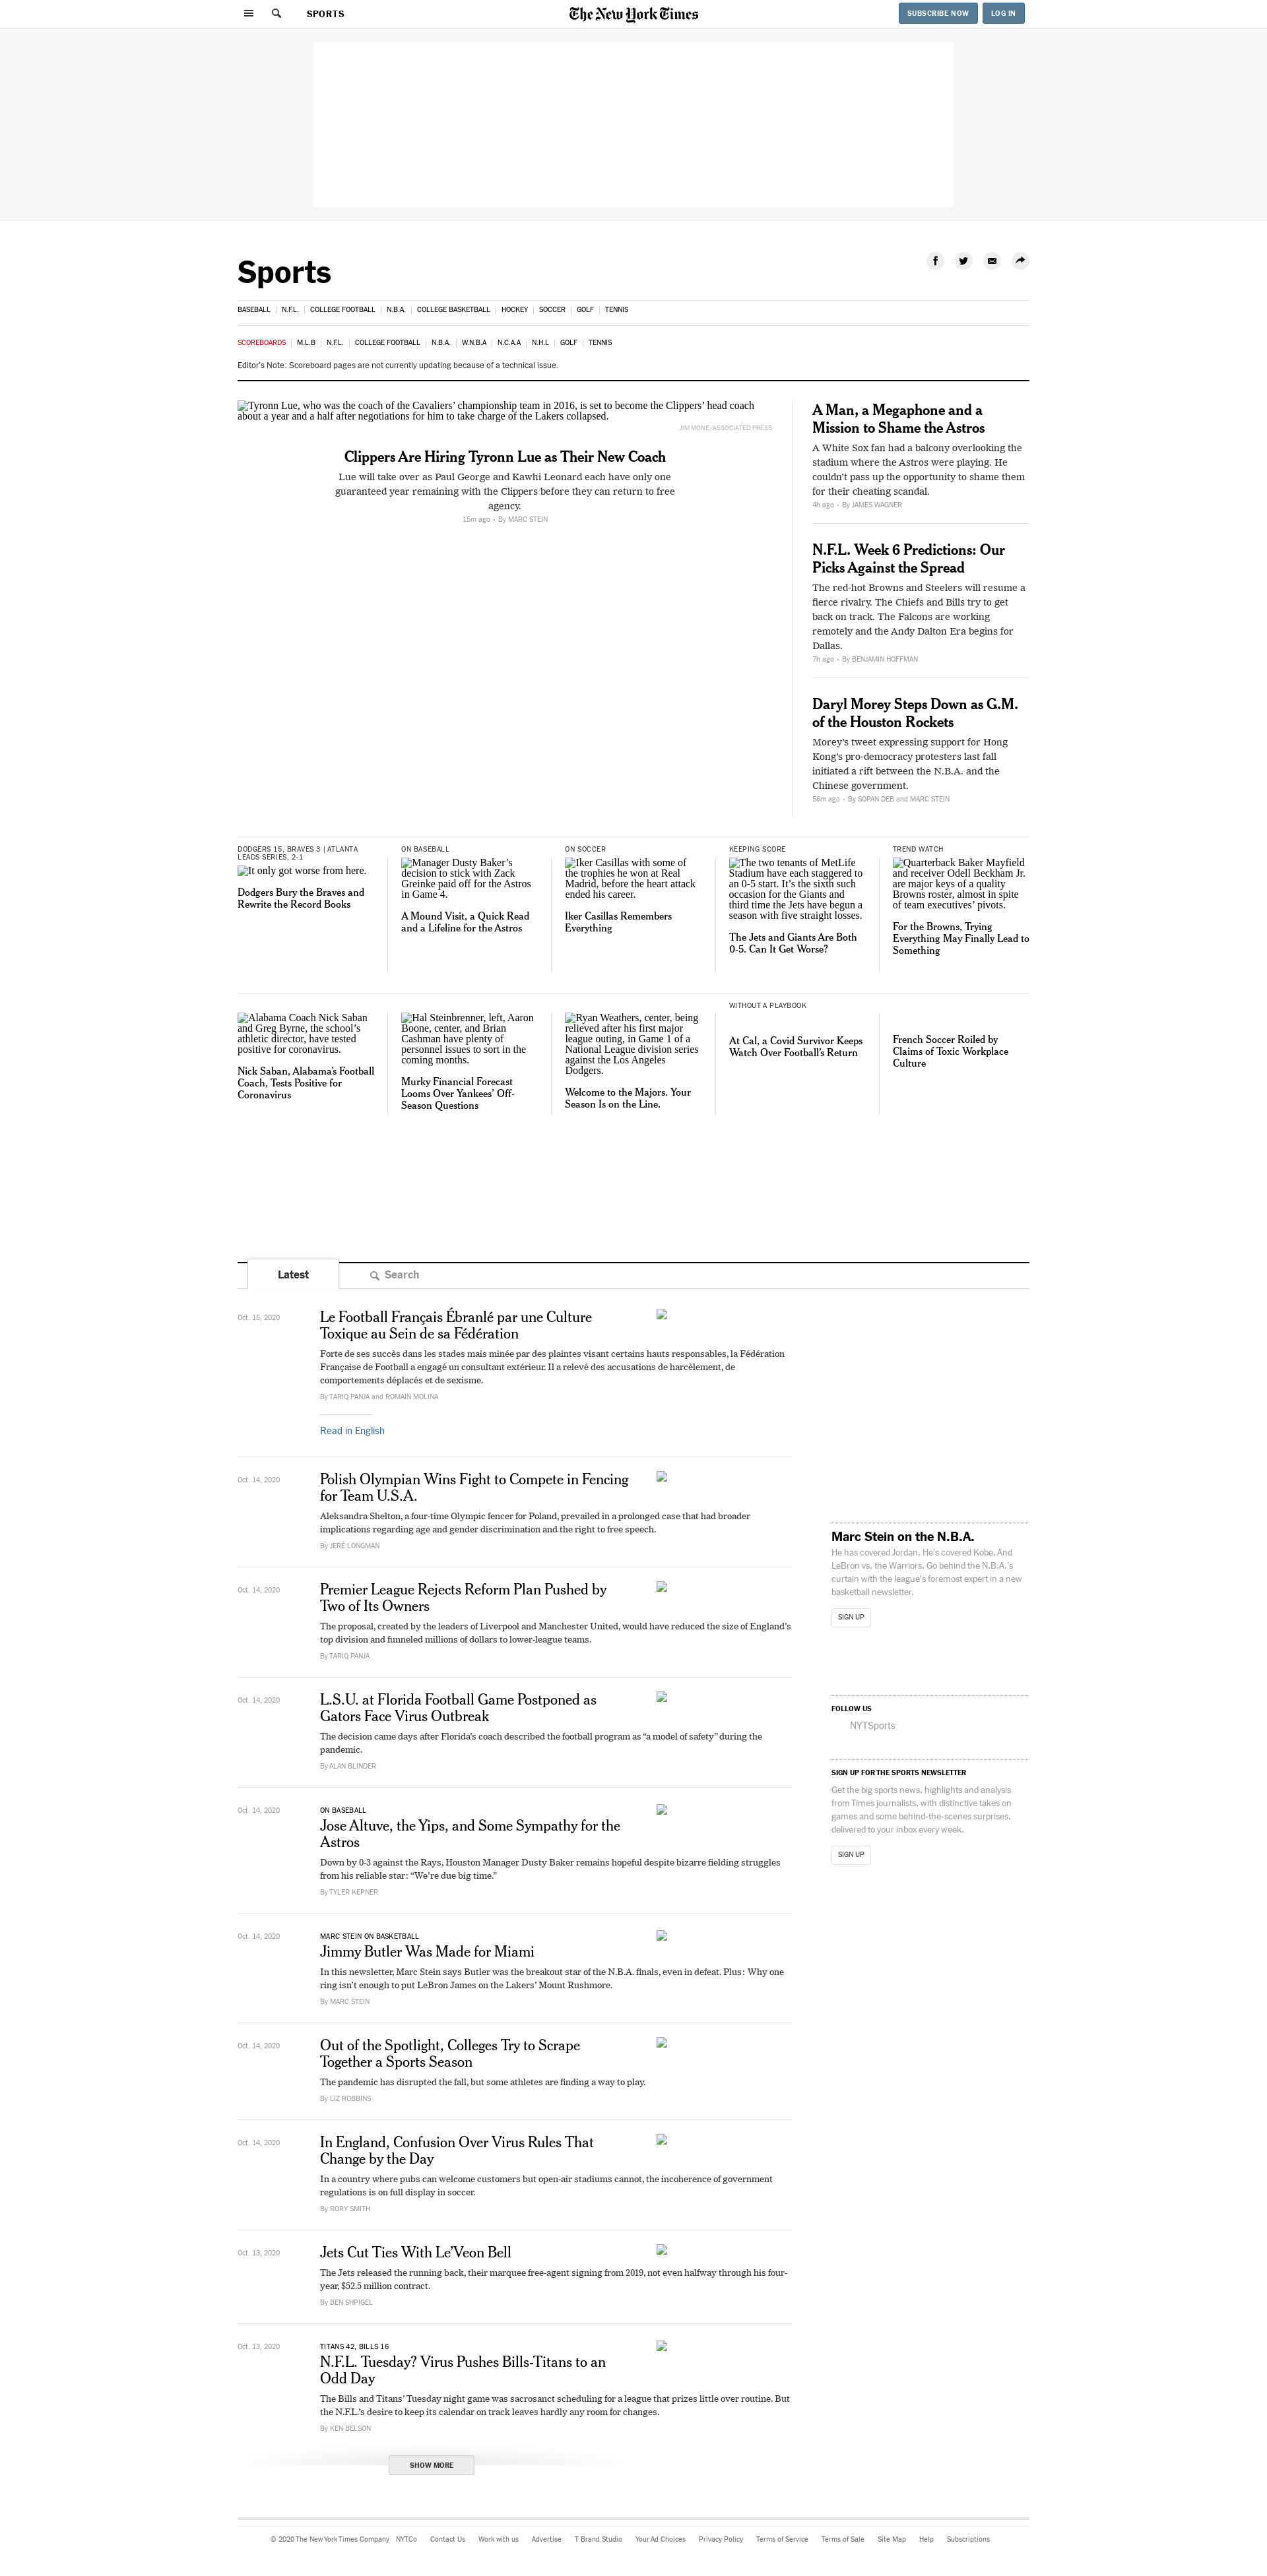 SPORTS
The New York Times
SUBSCRIBE NOW
LOG IN
Sports
BASEBALL | N.F.L. | COLLEGE FOOTBALL | N.B.A. | COLLEGE BASKETBALL | HOCKEY | SOCCER | GOLF | TENNIS
SCOREBOARDS | M.L.B | N.F.L. | COLLEGE FOOTBALL | N.B.A. | W.N.B.A | N.C.A.A | N.H.L | GOLF | TENNIS
Editor's Note: Scoreboard pages are not currently updating because of a technical issue.
Tyronn Lue, who was the coach of the Cavaliers’ championship team in 2016, is set to become the Clippers’ head coach
about a year and a half after negotiations for him to take charge of the Lakers collapsed.
JIM MONE/ASSOCIATED PRESS
Clippers Are Hiring Tyronn Lue as Their New Coach
Lue will take over as Paul George and Kawhi Leonard each have only one
guaranteed year remaining with the Clippers before they can return to free
agency.
15m ago • By MARC STEIN
A Man, a Megaphone and a
Mission to Shame the Astros
A White Sox fan had a balcony overlooking the
stadium where the Astros were playing. He
couldn’t pass up the opportunity to shame them
for their cheating scandal.
4h ago • By JAMES WAGNER
N.F.L. Week 6 Predictions: Our
Picks Against the Spread
The red-hot Browns and Steelers will resume a
fierce rivalry. The Chiefs and Bills try to get
back on track. The Falcons are working
remotely and the Andy Dalton Era begins for
Dallas.
7h ago • By BENJAMIN HOFFMAN
Daryl Morey Steps Down as G.M.
of the Houston Rockets
Morey’s tweet expressing support for Hong
Kong’s pro-democracy protesters last fall
initiated a rift between the N.B.A. and the
Chinese government.
56m ago • By SOPAN DEB and MARC STEIN
DODGERS 15, BRAVES 3 | ATLANTA
LEADS SERIES, 2-1
It only got worse from here.
Dodgers Bury the Braves and
Rewrite the Record Books
ON BASEBALL
Manager Dusty Baker’s
decision to stick with Zack
Greinke paid off for the Astros
in Game 4.
A Mound Visit, a Quick Read
and a Lifeline for the Astros
ON SOCCER
Iker Casillas with some of
the trophies he won at Real
Madrid, before the heart attack
ended his career.
Iker Casillas Remembers
Everything
KEEPING SCORE
The two tenants of MetLife
Stadium have each staggered to
an 0-5 start. It’s the sixth such
occasion for the Giants and
third time the Jets have begun a
season with five straight losses.
The Jets and Giants Are Both
0-5. Can It Get Worse?
TREND WATCH
Quarterback Baker Mayfield
and receiver Odell Beckham Jr.
are major keys of a quality
Browns roster, almost in spite
of team executives’ pivots.
For the Browns, Trying
Everything May Finally Lead to
Something
Alabama Coach Nick Saban
and Greg Byrne, the school’s
athletic director, have tested
positive for coronavirus.
Nick Saban, Alabama’s Football
Coach, Tests Positive for
Coronavirus
Hal Steinbrenner, left, Aaron
Boone, center, and Brian
Cashman have plenty of
personnel issues to sort in the
coming months.
Murky Financial Forecast
Looms Over Yankees’ Off-
Season Questions
Ryan Weathers, center, being
relieved after his first major
league outing, in Game 1 of a
National League division series
against the Los Angeles
Dodgers.
Welcome to the Majors. Your
Season Is on the Line.
WITHOUT A PLAYBOOK
At Cal, a Covid Survivor Keeps
Watch Over Football’s Return
French Soccer Roiled by
Claims of Toxic Workplace
Culture
Latest
Search
Oct. 15, 2020
Le Football Français Ébranlé par une Culture
Toxique au Sein de sa Fédération
Forte de ses succès dans les stades mais minée par des plaintes visant certains hauts responsables, la Fédération
Française de Football a engagé un consultant extérieur. Il a relevé des accusations de harcèlement, de
comportements déplacés et de sexisme.
By TARIQ PANJA and ROMAIN MOLINA
Read in English
Oct. 14, 2020
Polish Olympian Wins Fight to Compete in Fencing
for Team U.S.A.
Aleksandra Shelton, a four-time Olympic fencer for Poland, prevailed in a prolonged case that had broader
implications regarding age and gender discrimination and the right to free speech.
By JERÉ LONGMAN
Oct. 14, 2020
Premier League Rejects Reform Plan Pushed by
Two of Its Owners
The proposal, created by the leaders of Liverpool and Manchester United, would have reduced the size of England’s
top division and funneled millions of dollars to lower-league teams.
By TARIQ PANJA
Oct. 14, 2020
L.S.U. at Florida Football Game Postponed as
Gators Face Virus Outbreak
The decision came days after Florida’s coach described the football program as “a model of safety” during the
pandemic.
By ALAN BLINDER
Oct. 14, 2020
ON BASEBALL
Jose Altuve, the Yips, and Some Sympathy for the
Astros
Down by 0-3 against the Rays, Houston Manager Dusty Baker remains hopeful despite bizarre fielding struggles
from his reliable star: “We’re due big time.”
By TYLER KEPNER
Oct. 14, 2020
MARC STEIN ON BASKETBALL
Jimmy Butler Was Made for Miami
In this newsletter, Marc Stein says Butler was the breakout star of the N.B.A. finals, even in defeat. Plus: Why one
ring isn’t enough to put LeBron James on the Lakers’ Mount Rushmore.
By MARC STEIN
Oct. 14, 2020
Out of the Spotlight, Colleges Try to Scrape
Together a Sports Season
The pandemic has disrupted the fall, but some athletes are finding a way to play.
By LIZ ROBBINS
Oct. 14, 2020
In England, Confusion Over Virus Rules That
Change by the Day
In a country where pubs can welcome customers but open-air stadiums cannot, the incoherence of government
regulations is on full display in soccer.
By RORY SMITH
Oct. 13, 2020
Jets Cut Ties With Le’Veon Bell
The Jets released the running back, their marquee free-agent signing from 2019, not even halfway through his four-
year, $52.5 million contract.
By BEN SHPIGEL
Oct. 13, 2020
TITANS 42, BILLS 16
N.F.L. Tuesday? Virus Pushes Bills-Titans to an
Odd Day
The Bills and Titans’ Tuesday night game was sacrosanct scheduling for a league that prizes little over routine. But
the N.F.L.’s desire to keep its calendar on track leaves hardly any room for changes.
By KEN BELSON
SHOW MORE
Marc Stein on the N.B.A.
He has covered Jordan. He's covered Kobe. And
LeBron vs. the Warriors. Go behind the N.B.A.'s
curtain with the league's foremost expert in a new
basketball newsletter.
SIGN UP
FOLLOW US
NYTSports
SIGN UP FOR THE SPORTS NEWSLETTER
Get the big sports news, highlights and analysis
from Times journalists, with distinctive takes on
games and some behind-the-scenes surprises,
delivered to your inbox every week.
SIGN UP
© 2020 The New York Times Company NYTCo Contact Us Work with us Advertise T Brand Studio Your Ad Choices Privacy Policy Terms of Service Terms of Sale Site Map Help Subscriptions